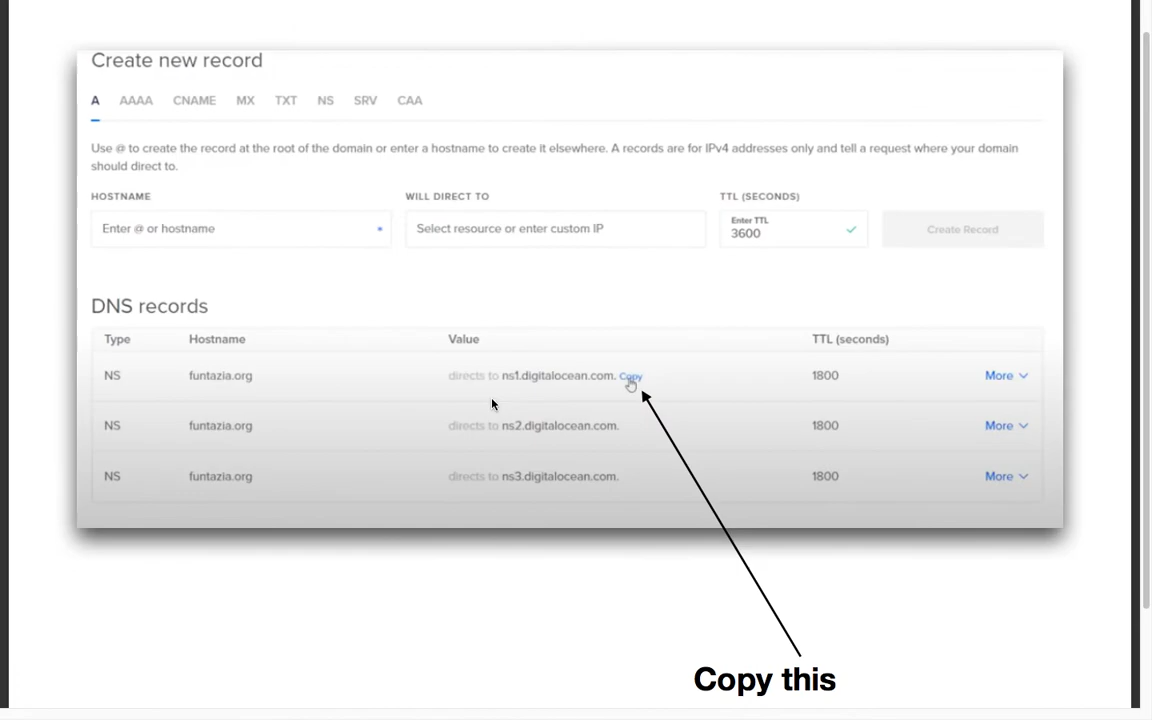 Create new record
A AAAA CNAME MX TXT NS SRV CAA
Use @ to create the record at the root of the domain or enter a hostname to create it elsewhere. A records are for IPv4 addresses only and tell a request where your domain
should direct to.
HOSTNAME WILL DIRECT TO TTL (SECONDS)
Enter @ or hostname Select resource or enter custom IP Enter TTL 3600 Create Record
DNS records
Type Hostname Value TTL (seconds)
NS funtazia.org directs to ns1.digitalocean.com. Copy 1800 More
NS funtazia.org directs to ns2.digitalocean.com. 1800 More
NS funtazia.org directs to ns3.digitalocean.com. 1800 More
Copy this